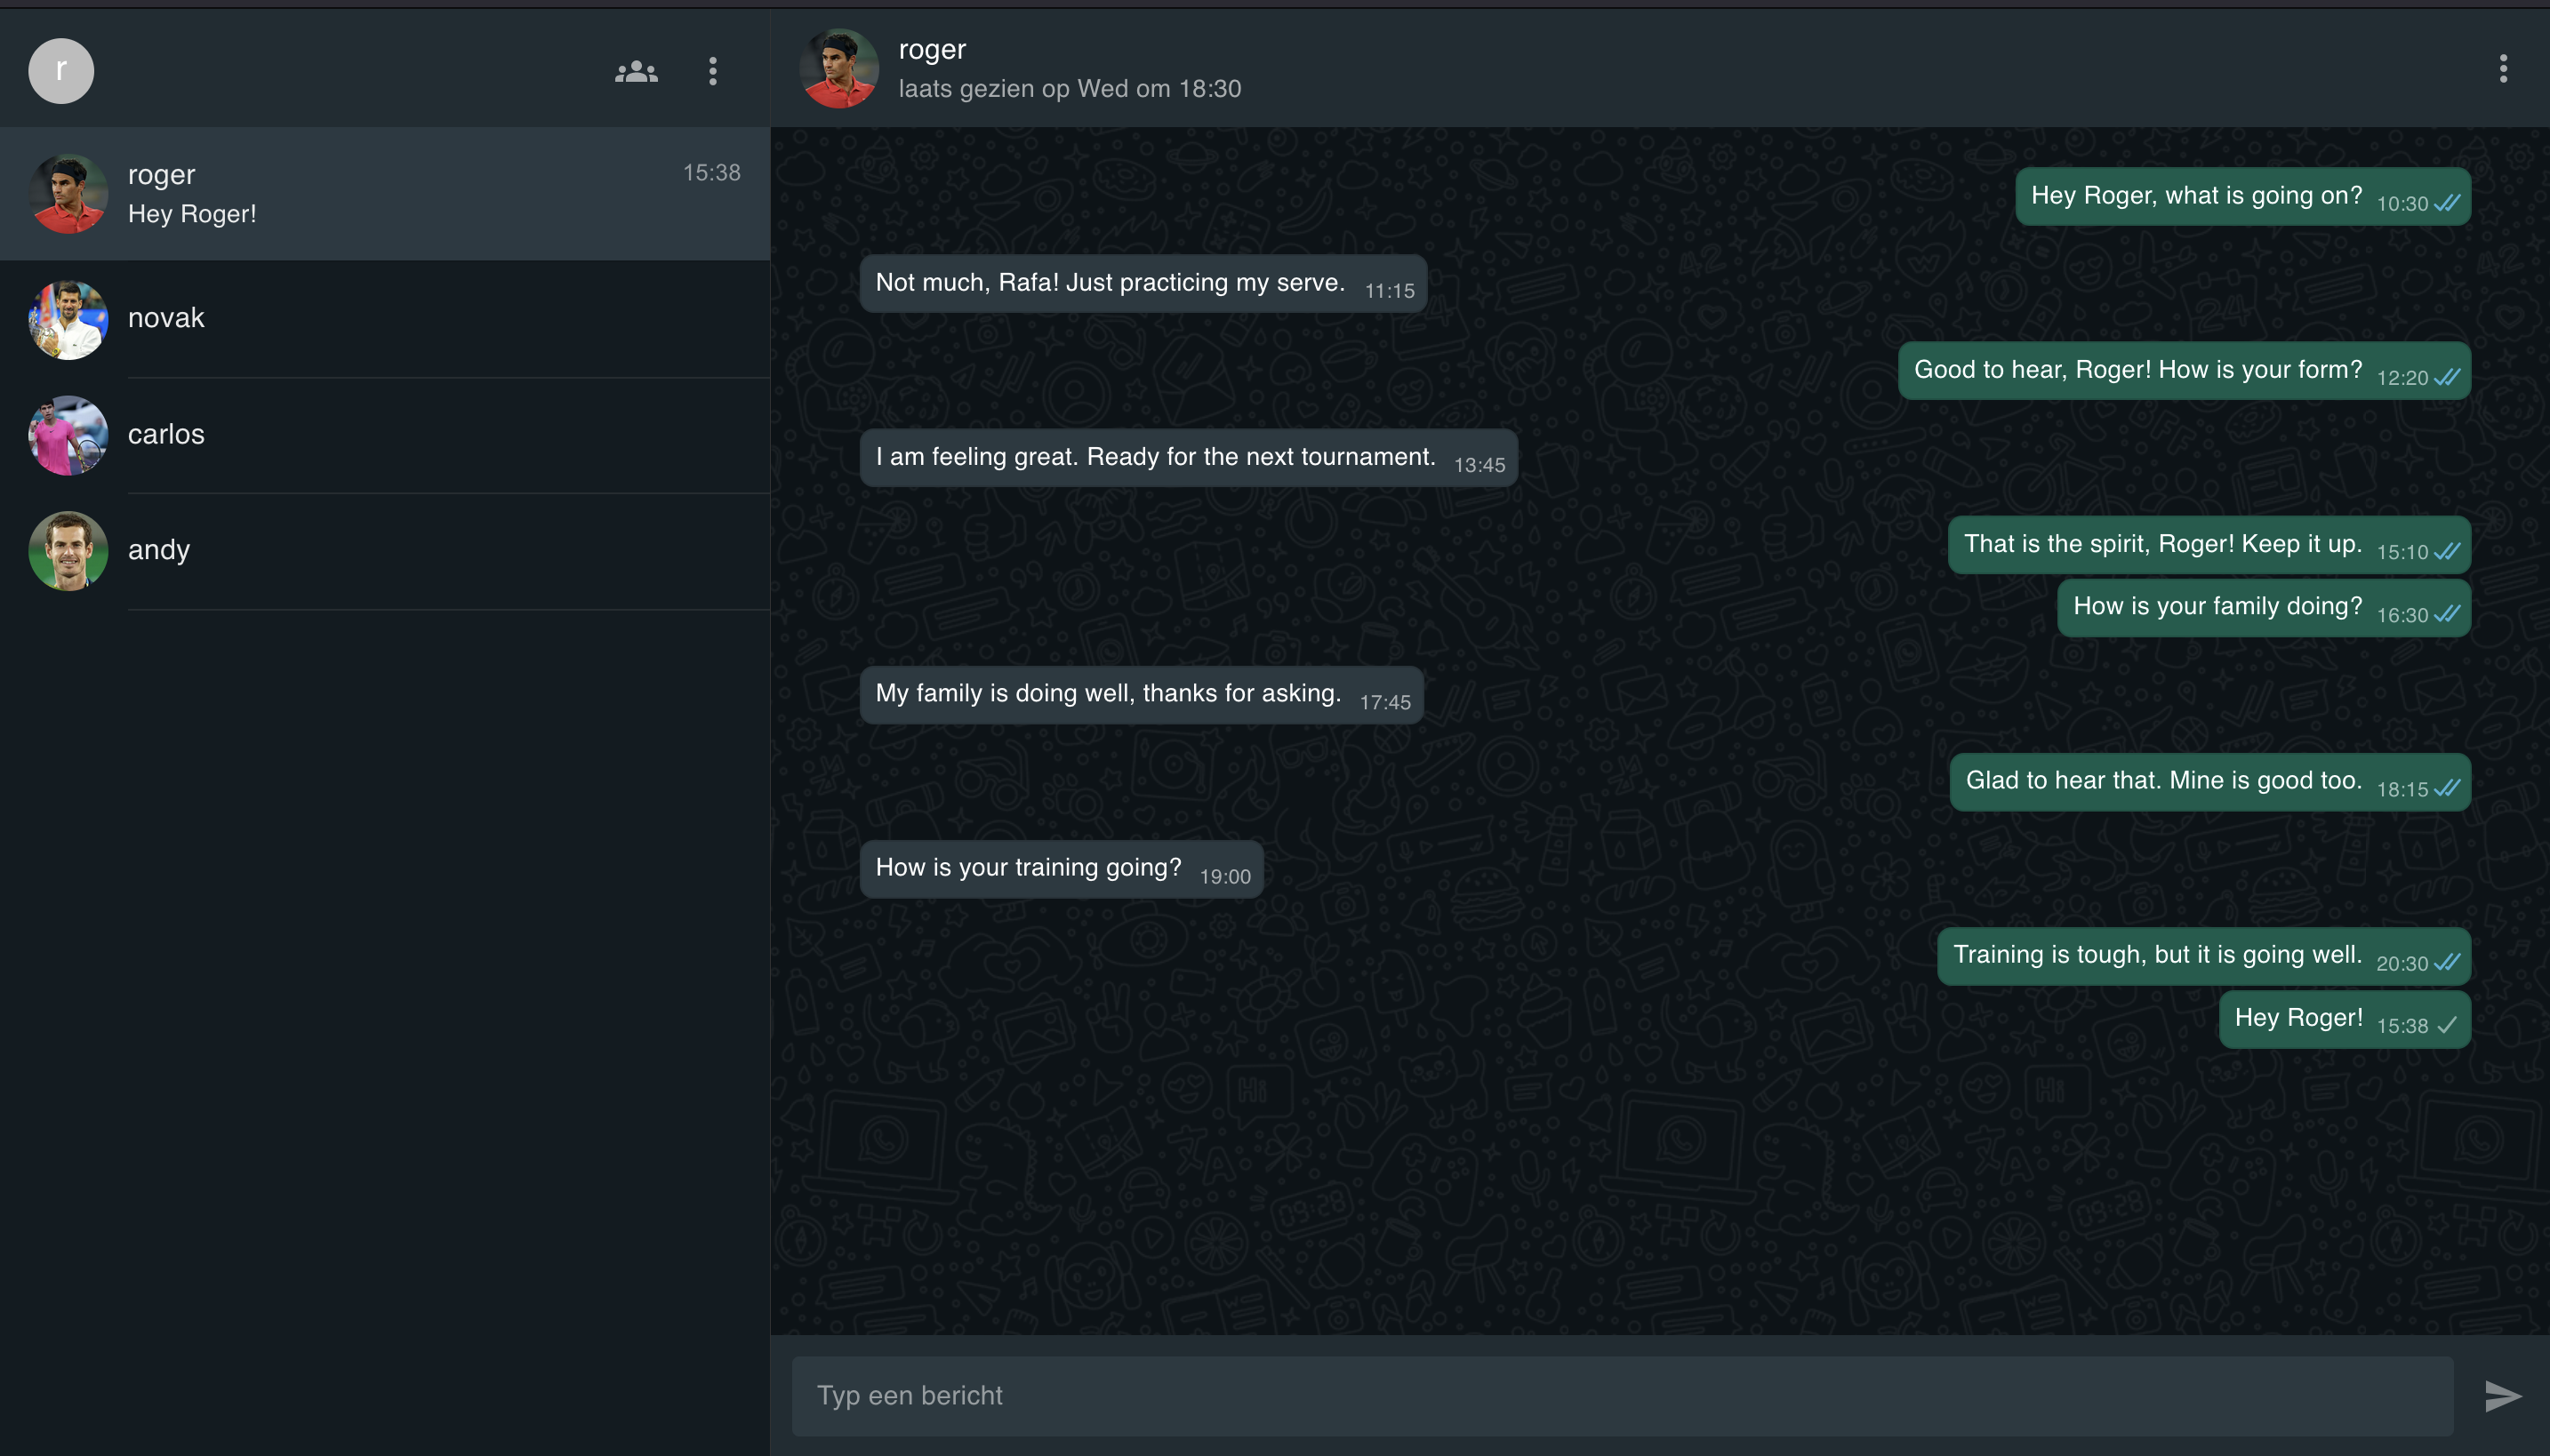 r
roger
15:38
Hey Roger!
novak
carlos
andy
roger
laats gezien op Wed om 18:30
Hey Roger, what is going on? 10:30
Not much, Rafa! Just practicing my serve. 11:15
Good to hear, Roger! How is your form? 12:20
I am feeling great. Ready for the next tournament. 13:45
That is the spirit, Roger! Keep it up. 15:10
How is your family doing? 16:30
My family is doing well, thanks for asking. 17:45
Glad to hear that. Mine is good too. 18:15
How is your training going? 19:00
Training is tough, but it is going well. 20:30
Hey Roger! 15:38
Typ een bericht